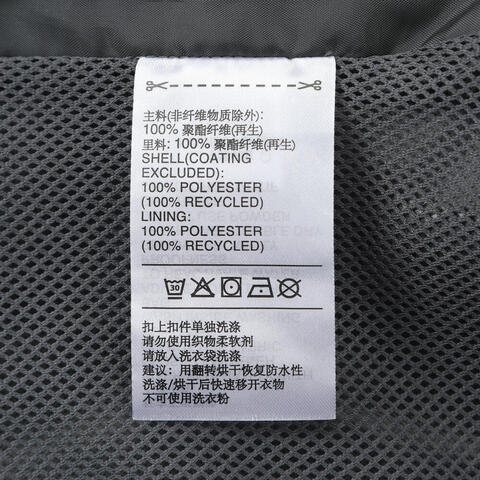 主料(非纤维物质除外):
100% 聚酯纤维(再生)
里料: 100% 聚酯纤维(再生)
SHELL(COATING
EXCLUDED):
100% POLYESTER
(100% RECYCLED)
LINING:
100% POLYESTER
(100% RECYCLED)
30
扣上扣件单独洗涤
请勿使用织物柔软剂
请放入洗衣袋洗涤
建议: 用翻转烘干恢复防水性
洗涤/烘干后快速移开衣物
不可使用洗衣粉